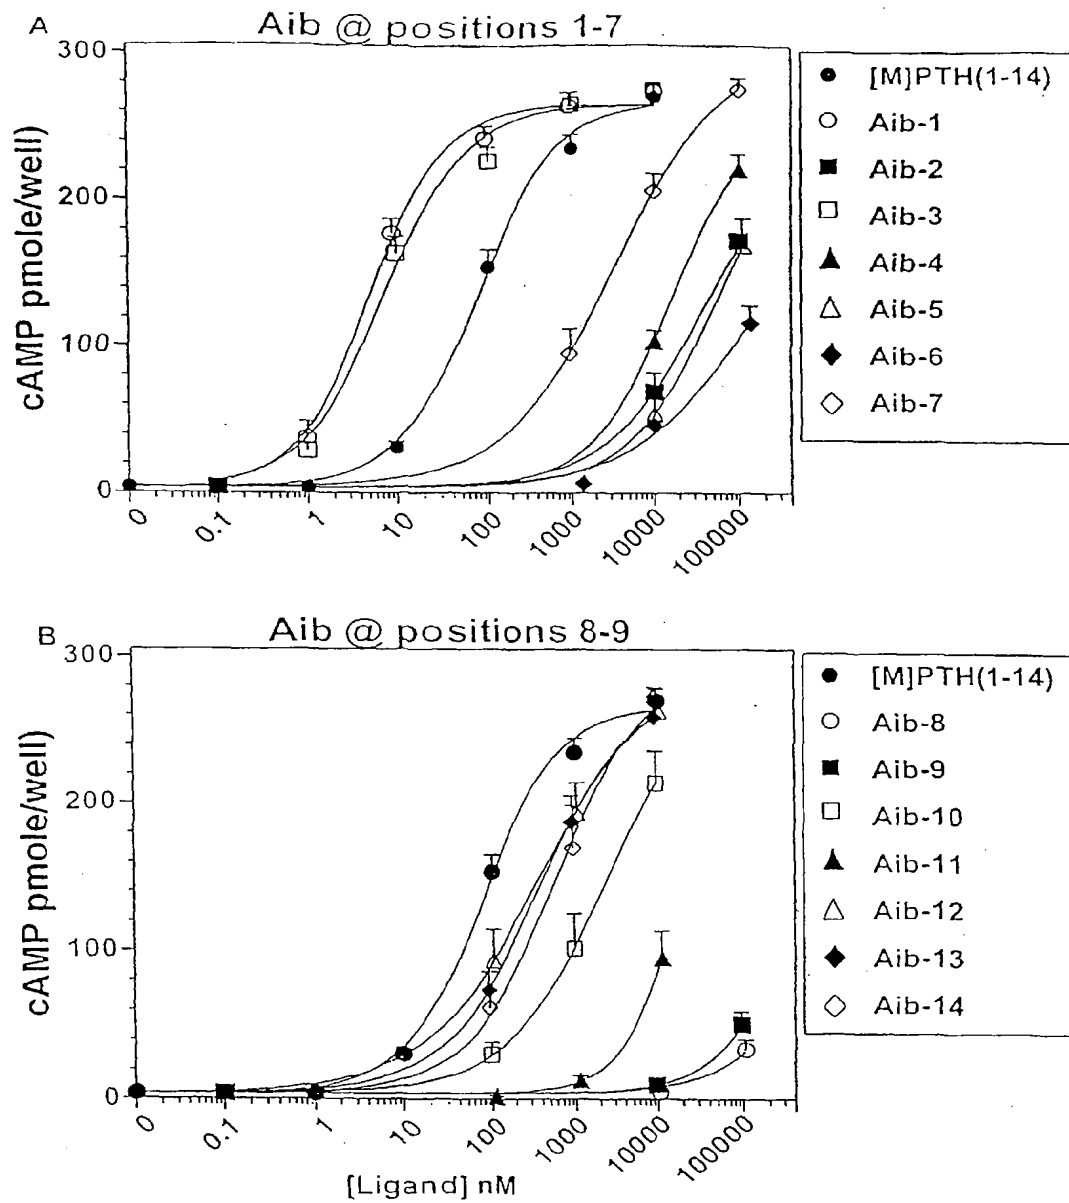 A
Aib @ positions 1-7
300
200
100
0
cAMP pmole/well
0
0.1
1
10
100
1000
10000
100000
[M]PTH(1-14)
Aib-1
Aib-2
Aib-3
Aib-4
Aib-5
Aib-6
Aib-7
B
Aib @ positions 8-9
300
200
100
0
cAMP pmole/well
0
0.1
1
10
100
1000
10000
100000
[Ligand] nM
[M]PTH(1-14)
Aib-8
Aib-9
Aib-10
Aib-11
Aib-12
Aib-13
Aib-14